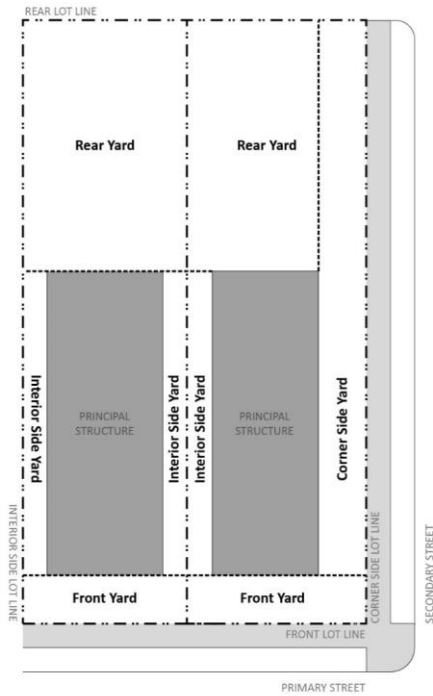 REAR LOT LINE
Rear Yard
Rear Yard
Interior Side Yard
PRINCIPAL
STRUCTURE
Interior Side Yard
Interior Side Yard
PRINCIPAL
STRUCTURE
Corner Side Yard
INTERIOR SIDE LOT LINE
CORNER SIDE LOT LINE
SECONDARY STREET
Front Yard
Front Yard
FRONT LOT LINE
PRIMARY STREET